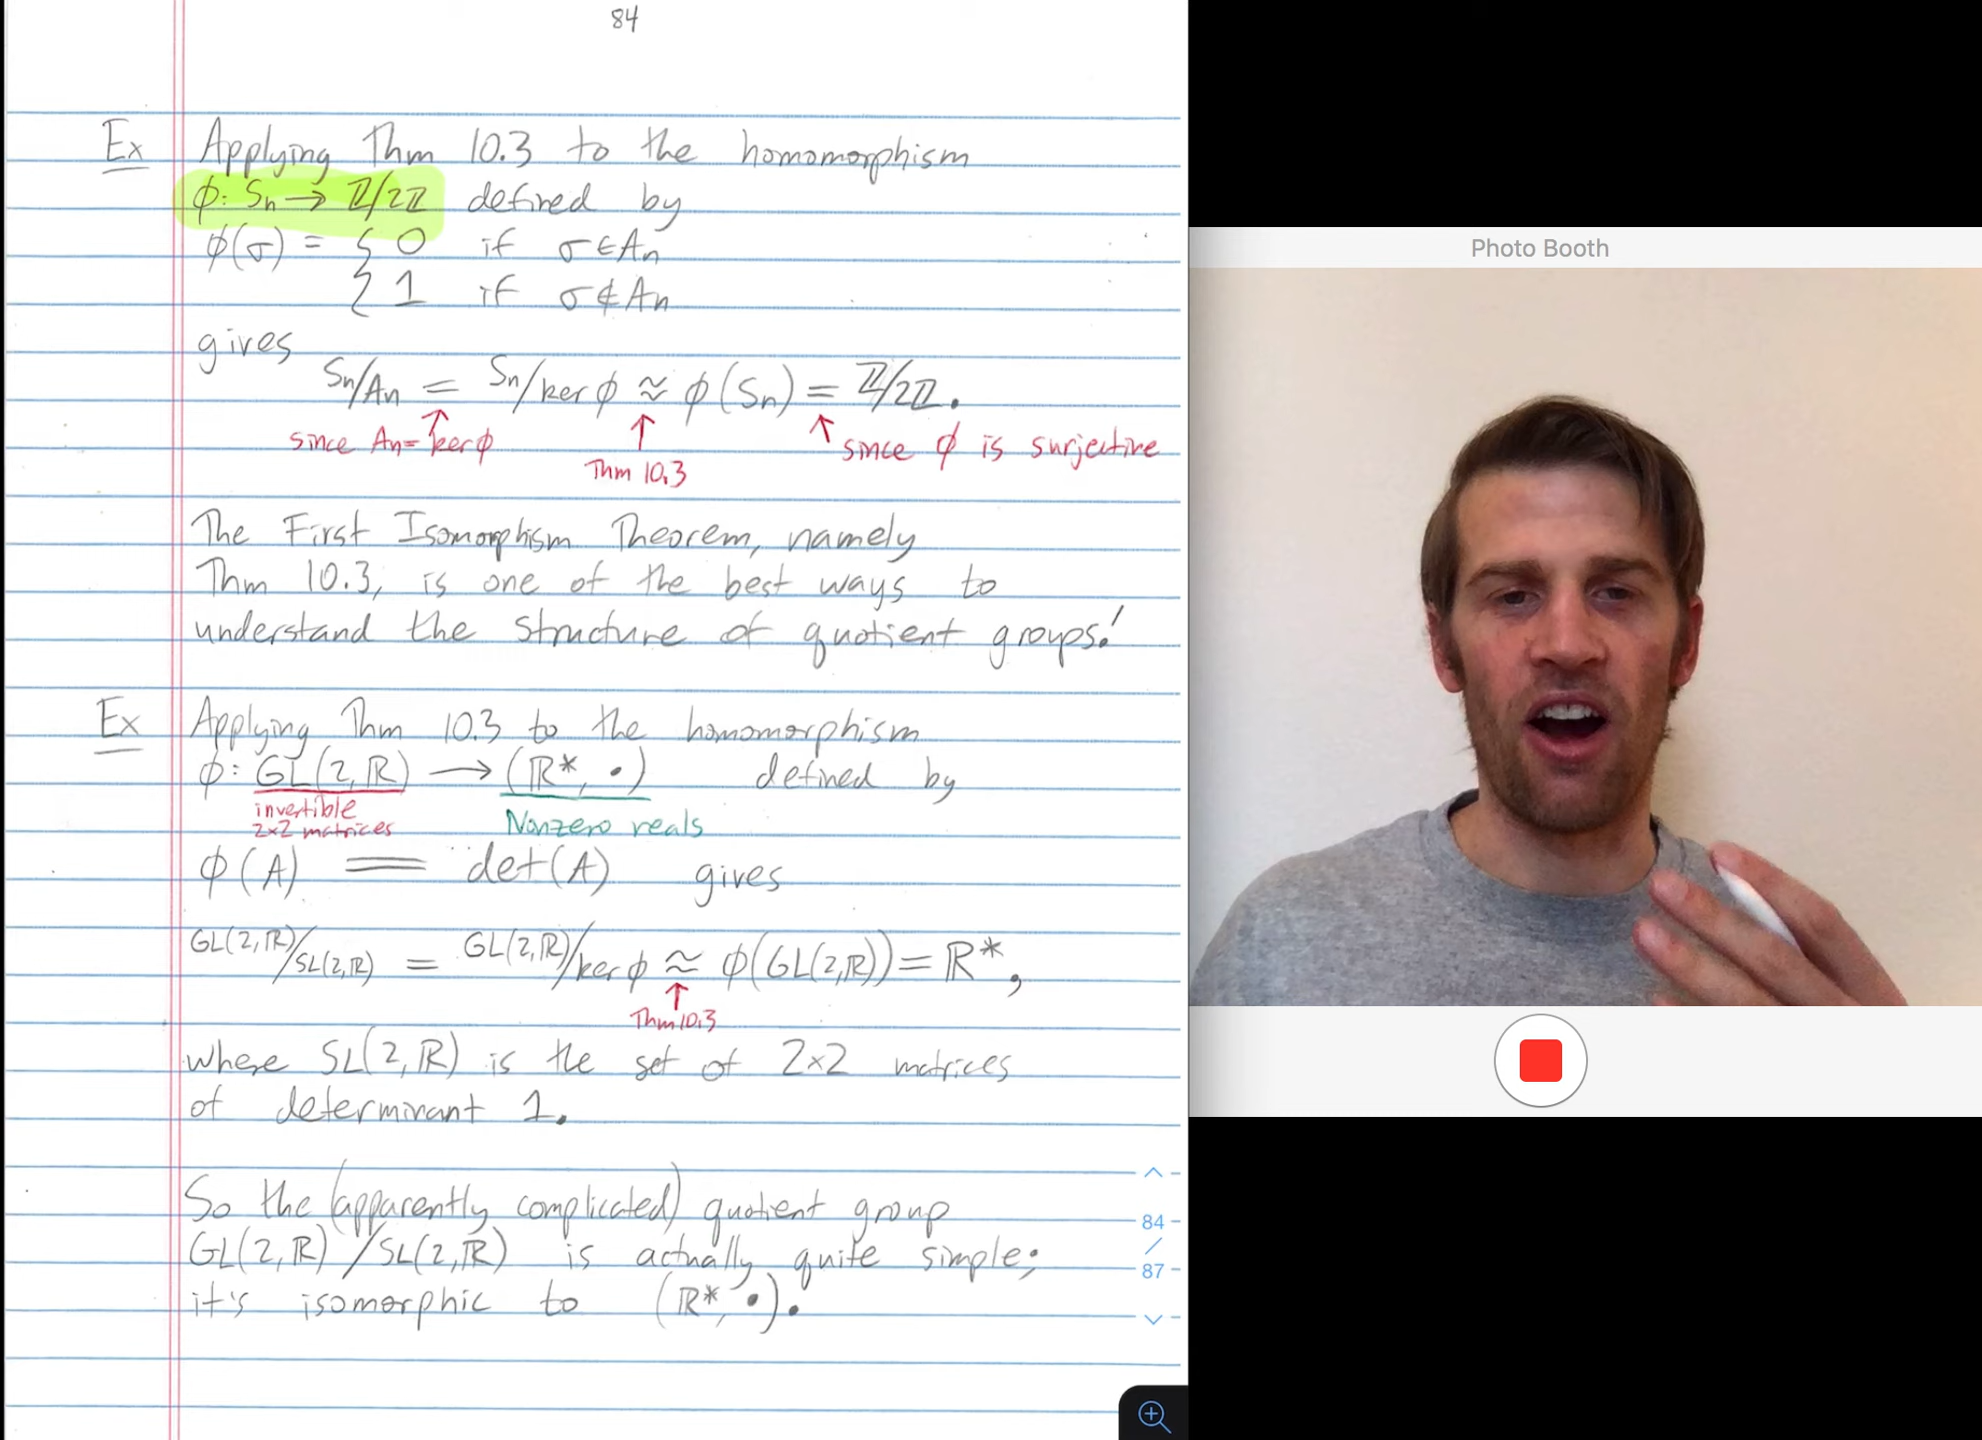 84
Ex Applying Thm 10.3 to the homomorphism
ϕ: Sn → ℤ/2ℤ defined by
ϕ(σ) = { 0 if σ ∈ An
1 if σ ∉ An
gives
Sn/An = Sn/ker ϕ ≈ ϕ(Sn) = ℤ/2ℤ.
since An = ker ϕ
Thm 10.3
since ϕ is surjective
The First Isomorphism Theorem, namely
Thm 10.3, is one of the best ways to
understand the structure of quotient groups!
Ex Applying Thm 10.3 to the homomorphism
ϕ: GL(2,ℝ) → (ℝ*, •) defined by
invertible
2×2 matrices
Nonzero reals
ϕ(A) = det(A) gives
GL(2,ℝ)/SL(2,ℝ) = GL(2,ℝ)/ker ϕ ≈ ϕ(GL(2,ℝ)) = ℝ*,
Thm 10.3
where SL(2,ℝ) is the set of 2×2 matrices
of determinant 1.
So the (apparently complicated) quotient group
GL(2,ℝ)/SL(2,ℝ) is actually quite simple;
it's isomorphic to (ℝ*, •).
84
/
87
Photo Booth